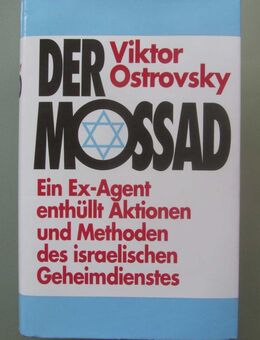 DER Viktor
Ostrovsky
MOSSAD
Ein Ex-Agent
enthüllt Aktionen
und Methoden
des israelischen
Geheimdienstes